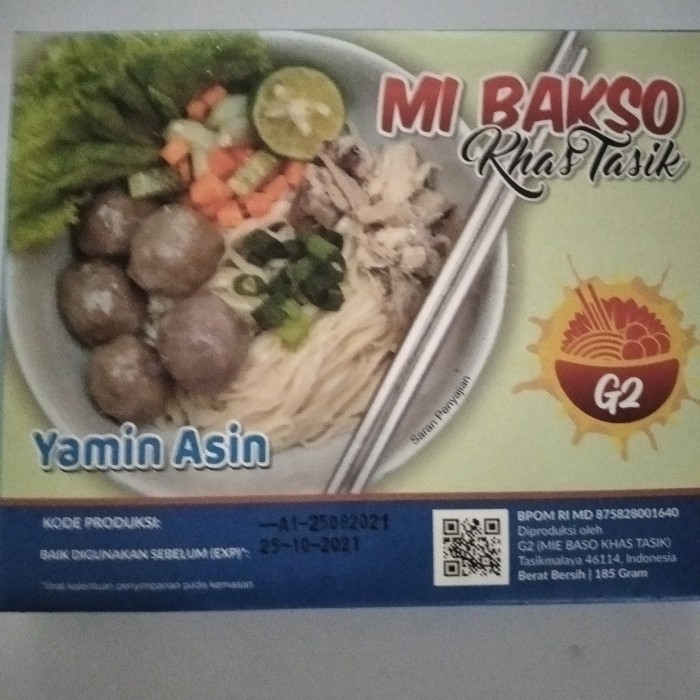 MI BAKSO
Khas Tasik
G2
Saran Penyajian
Yamin Asin
KODE PRODUKSI: A1-25082021
BAIK DIGUNAKAN SEBELUM (EXP)*: 25-10-2021
*lihat ketentuan penyimpanan pada kemasan
BPOM RI MD 875828001640
Diproduksi oleh
G2 (MIE BASO KHAS TASIK)
Tasikmalaya 46114, Indonesia
Berat Bersih | 185 Gram